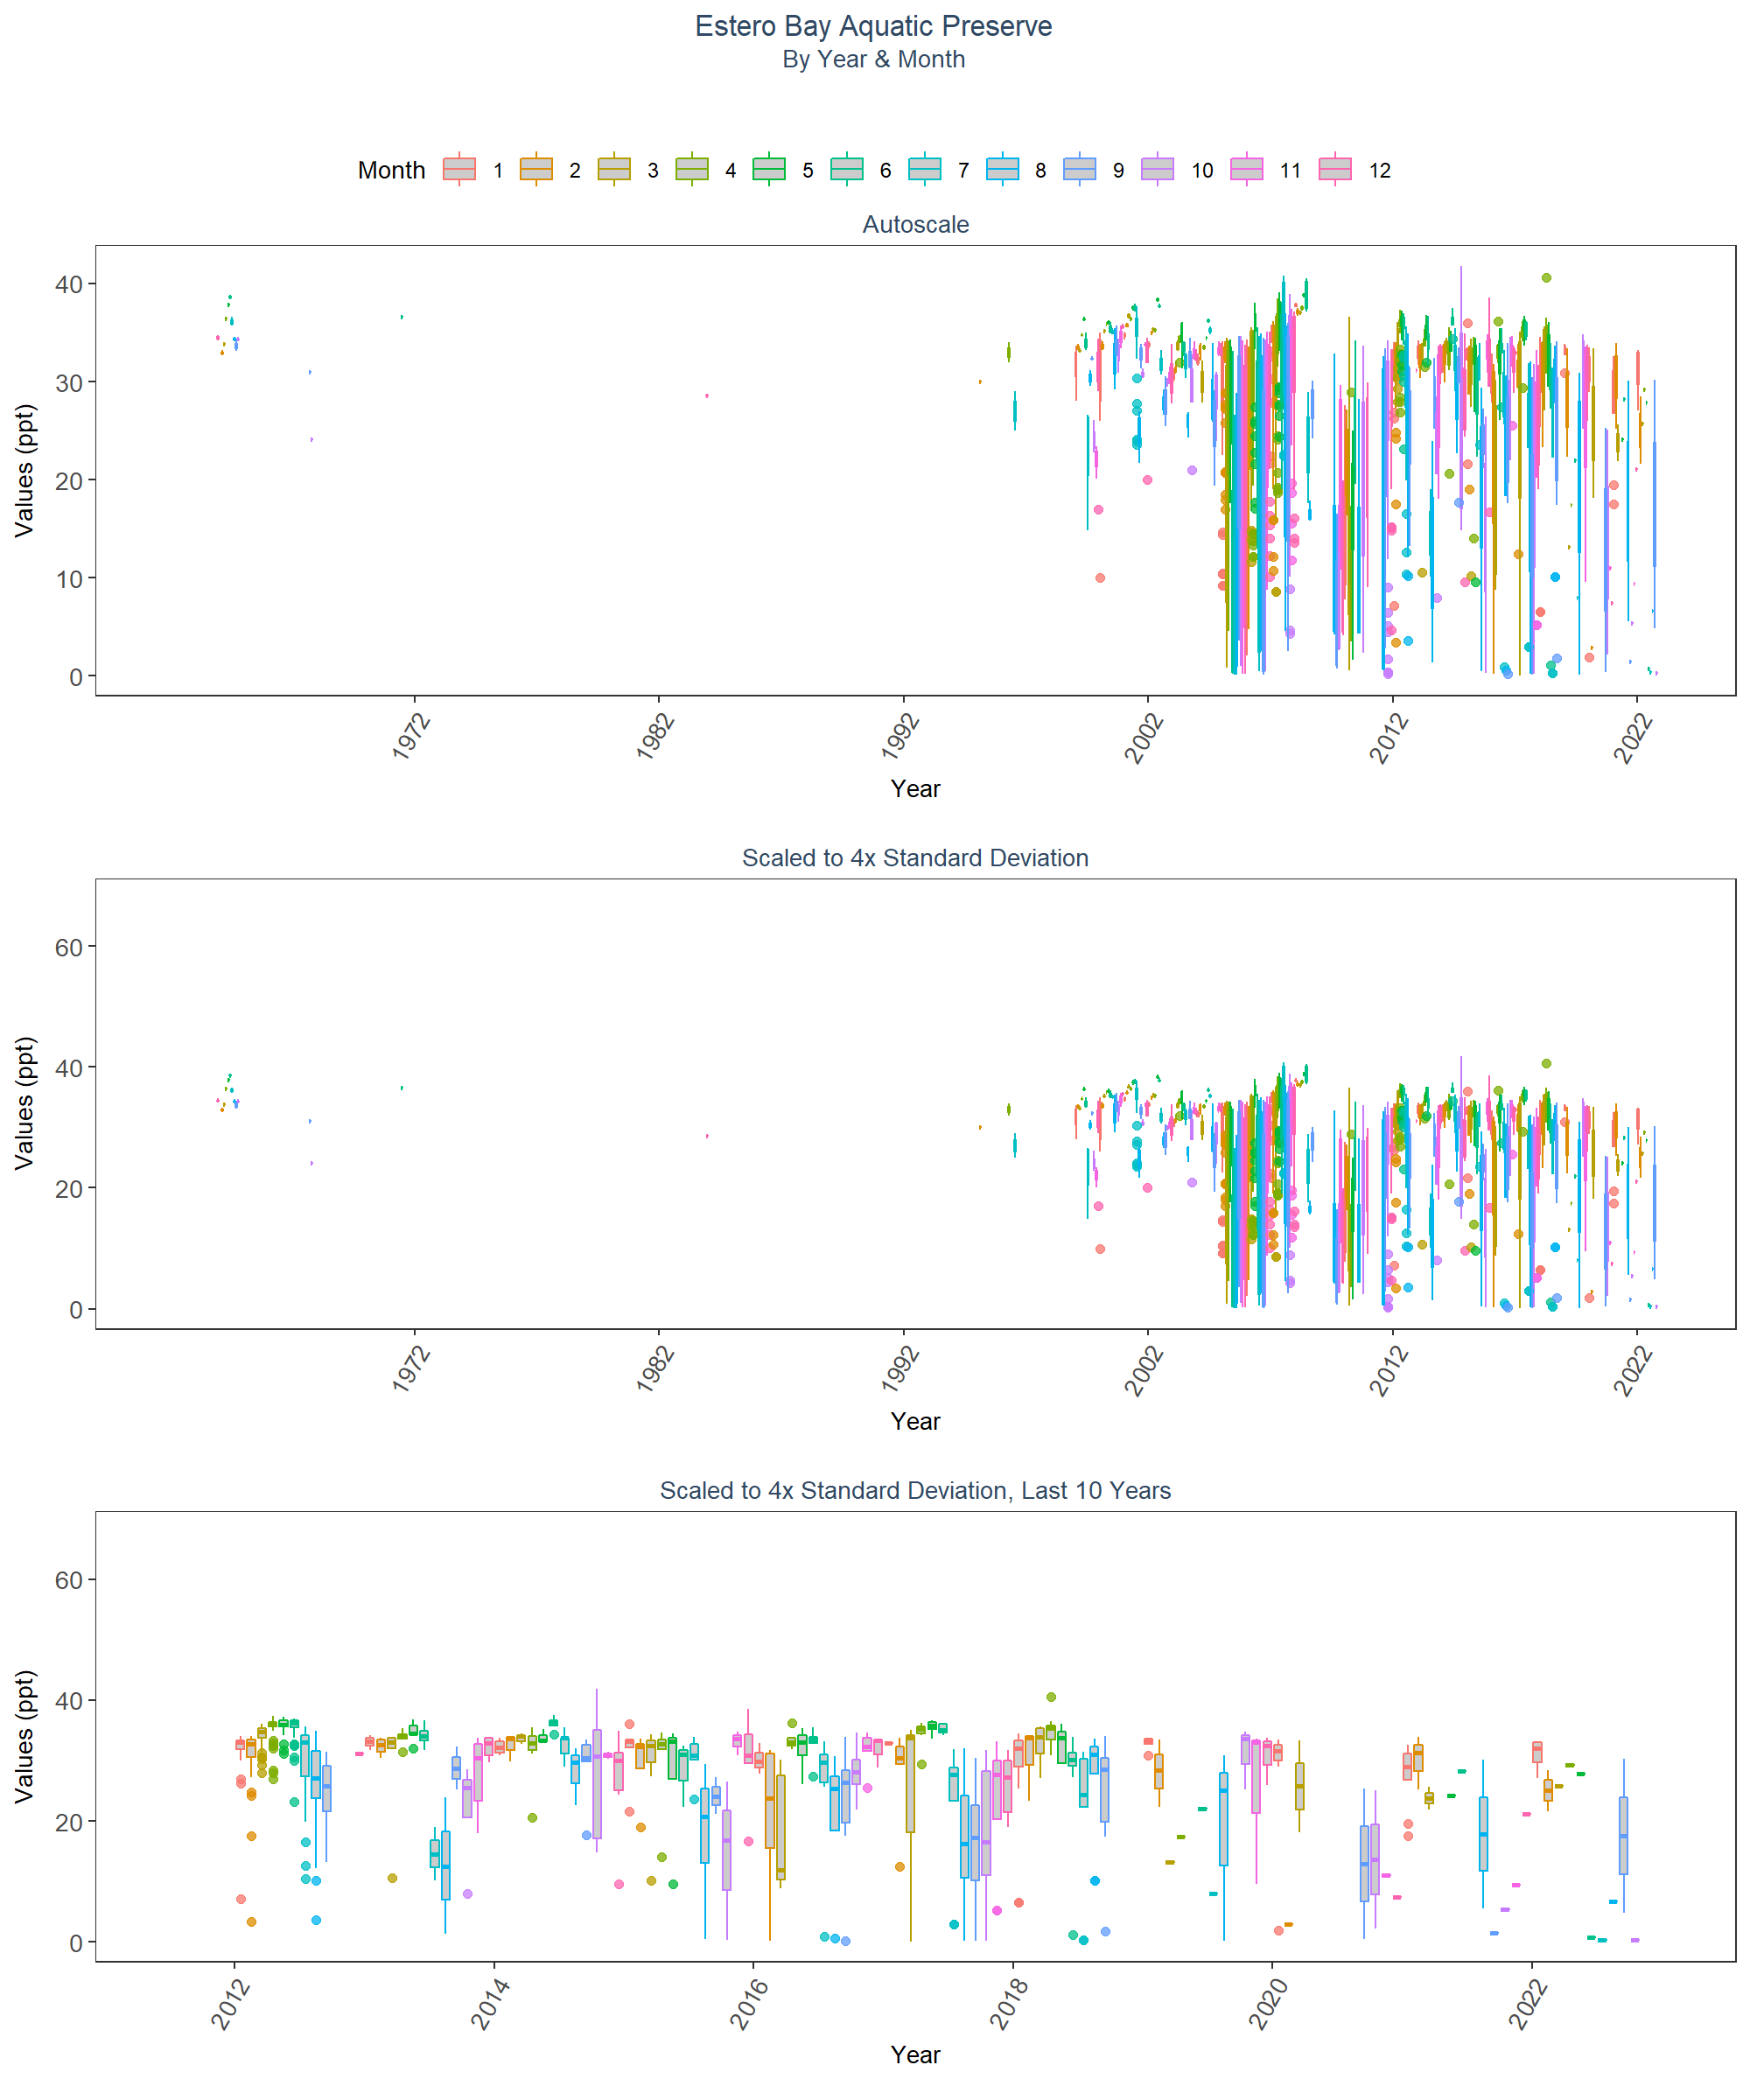 Estero Bay Aquatic Preserve
By Year & Month
Month 1 2 3 4 5 6 7 8 9 10 11 12
Autoscale
Values (ppt)
40
30
20
10
0
1972 1982 1992 2002 2012 2022
Year
Scaled to 4x Standard Deviation
Values (ppt)
60
40
20
0
1972 1982 1992 2002 2012 2022
Year
Scaled to 4x Standard Deviation, Last 10 Years
Values (ppt)
60
40
20
0
2012 2014 2016 2018 2020 2022
Year